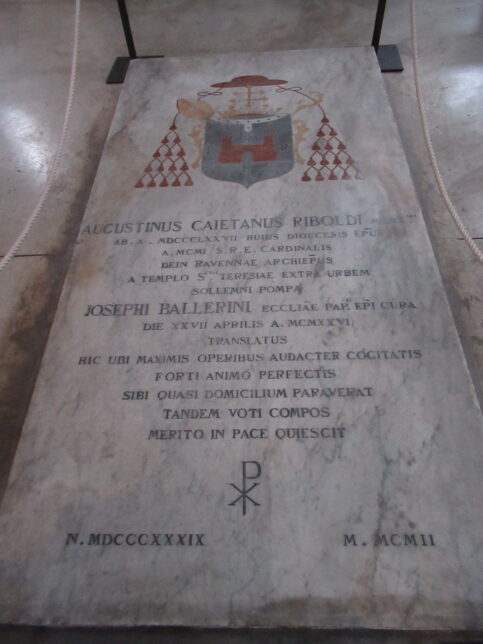 AUGUSTINUS CAIETANUS RIBOLDI
AB. A. MDCCCLXXVII HUIUS DIOECESIS EPUS
A. MCMI S. R. E. CARDINALIS
DEIN RAVENNAE ARCHIEPUS
A TEMPLO S. TERESIAE EXTRA URBEM
SOLLEMNI POMPA
JOSEPHI BALLERINI ECCLIAE PAP. EPI CURA
DIE XXVII APRILIS A. MCMXXVI
TRANSLATUS
HIC UBI MAXIMIS OPERIBUS AUDACTER COGITATIS
FORTI ANIMO PERFECTIS
SIBI QUASI DOMICILIUM PARAVERAT
TANDEM VOTI COMPOS
MERITO IN PACE QUIESCIT
N. MDCCCXXXIX
M. MCMII